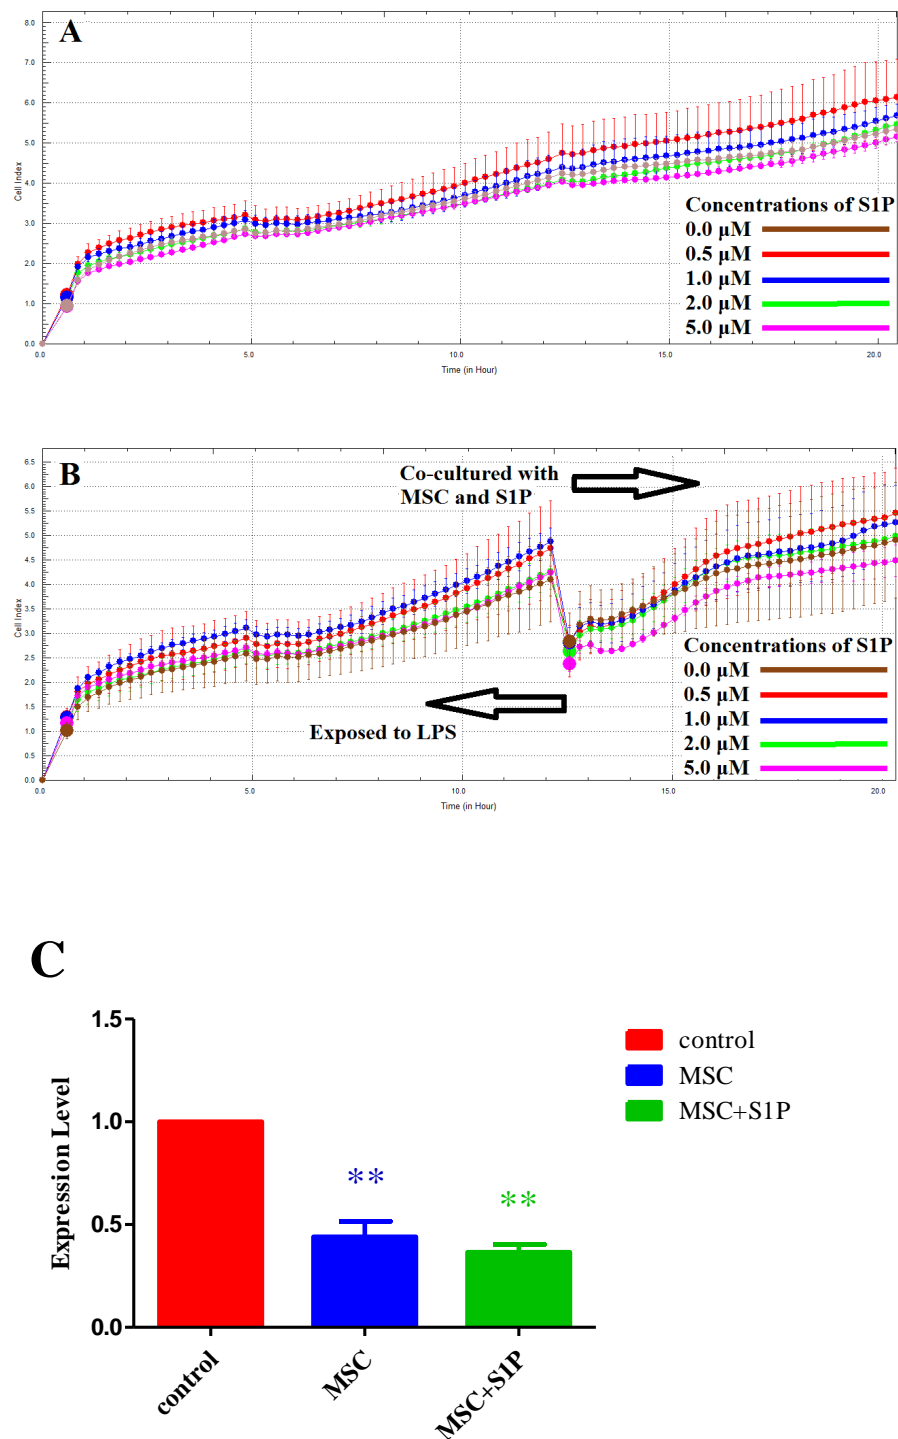 A
8.0
7.0
6.0
5.0
4.0
3.0
2.0
1.0
0.0
Cell Index
0.0 5.0 10.0 15.0 20.0
Time (in Hour)
Concentrations of S1P
0.0 µM
0.5 µM
1.0 µM
2.0 µM
5.0 µM
B
6.5
6.0
5.5
5.0
4.5
4.0
3.5
3.0
2.5
2.0
1.5
1.0
0.5
0.0
Cell Index
0.0 5.0 10.0 15.0 20.0
Time (in Hour)
Co-cultured with
MSC and S1P
Exposed to LPS
Concentrations of S1P
0.0 µM
0.5 µM
1.0 µM
2.0 µM
5.0 µM
C
1.5
1.0
0.5
0.0
Expression Level
**
**
control
MSC
MSC+S1P
control
MSC
MSC+S1P